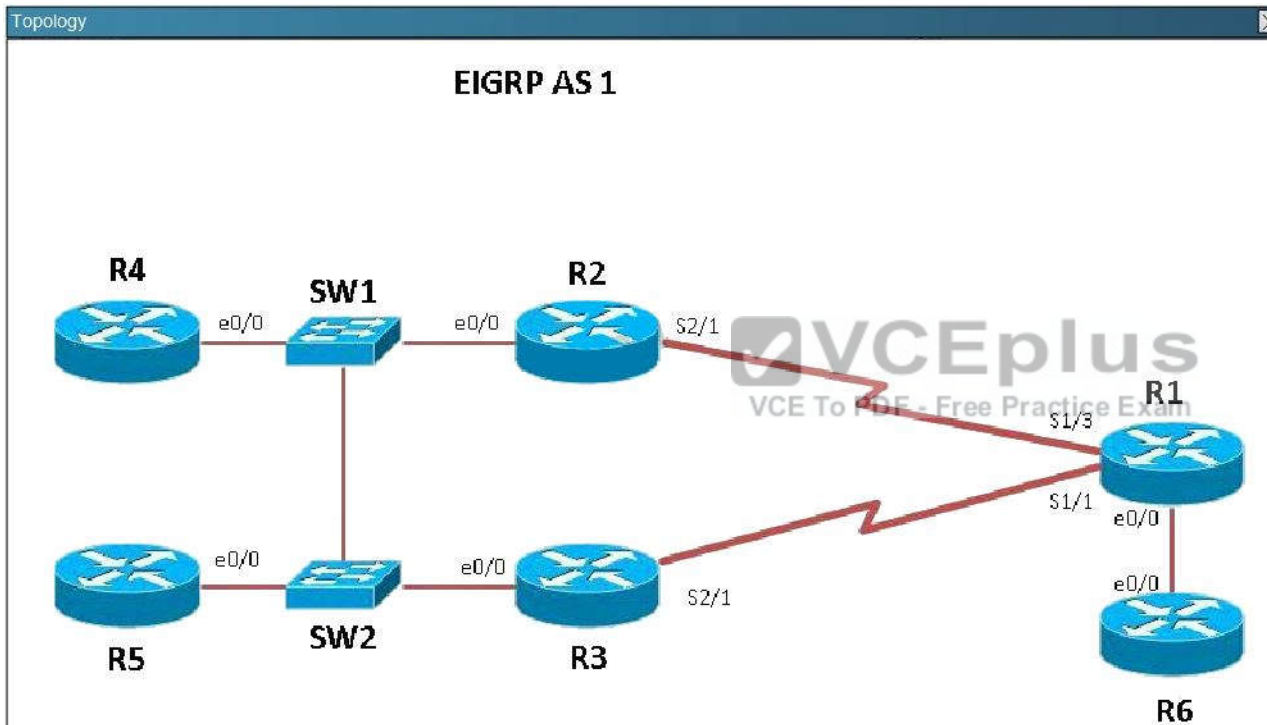 Topology
EIGRP AS 1
R4
SW1
R2
e0/0
e0/0
S2/1
VCEplus
VCE To PDF - Free Practice Exam
R1
S1/3
S1/1
e0/0
e0/0
e0/0
e0/0
S2/1
R5
SW2
R3
R6